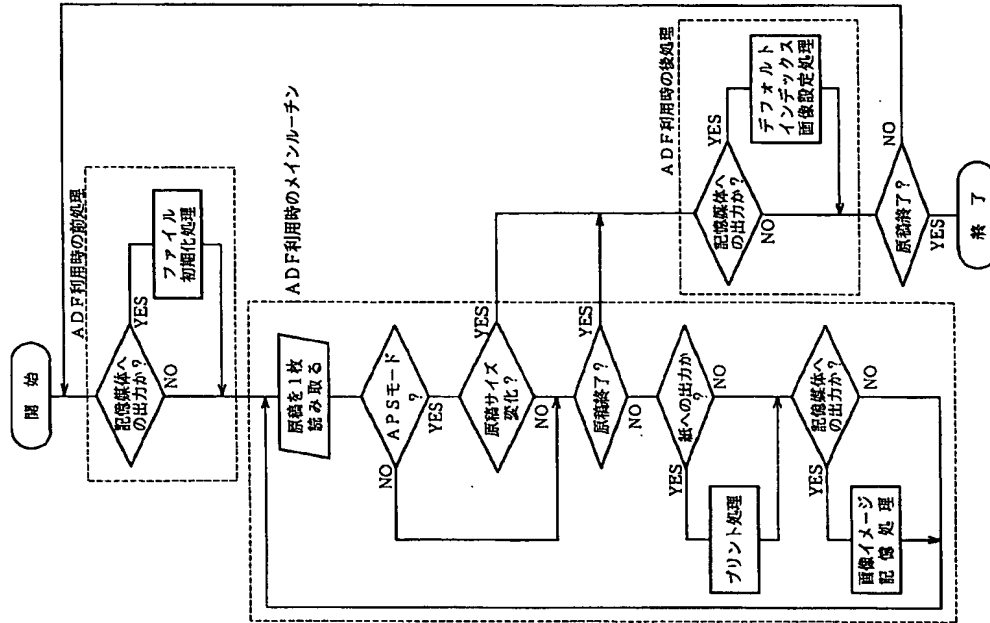 開 始
ADF利用時の前処理
記憶媒体へ
の出力か?
YES
NO
ファイル
初期化処理
ADF利用時のメインルーチン
原稿を1枚
読み取る
APSモード
?
NO
YES
原稿サイズ
変化?
YES
NO
原稿終了?
YES
NO
紙への出力か
?
YES
NO
プリント処理
記憶媒体へ
の出力か?
YES
NO
画像イメージ
記 憶 処 理
ADF利用時の後処理
記憶媒体へ
の出力か?
YES
NO
デフォルト
インデックス
画像設定処理
原稿終了?
NO
YES
終 了